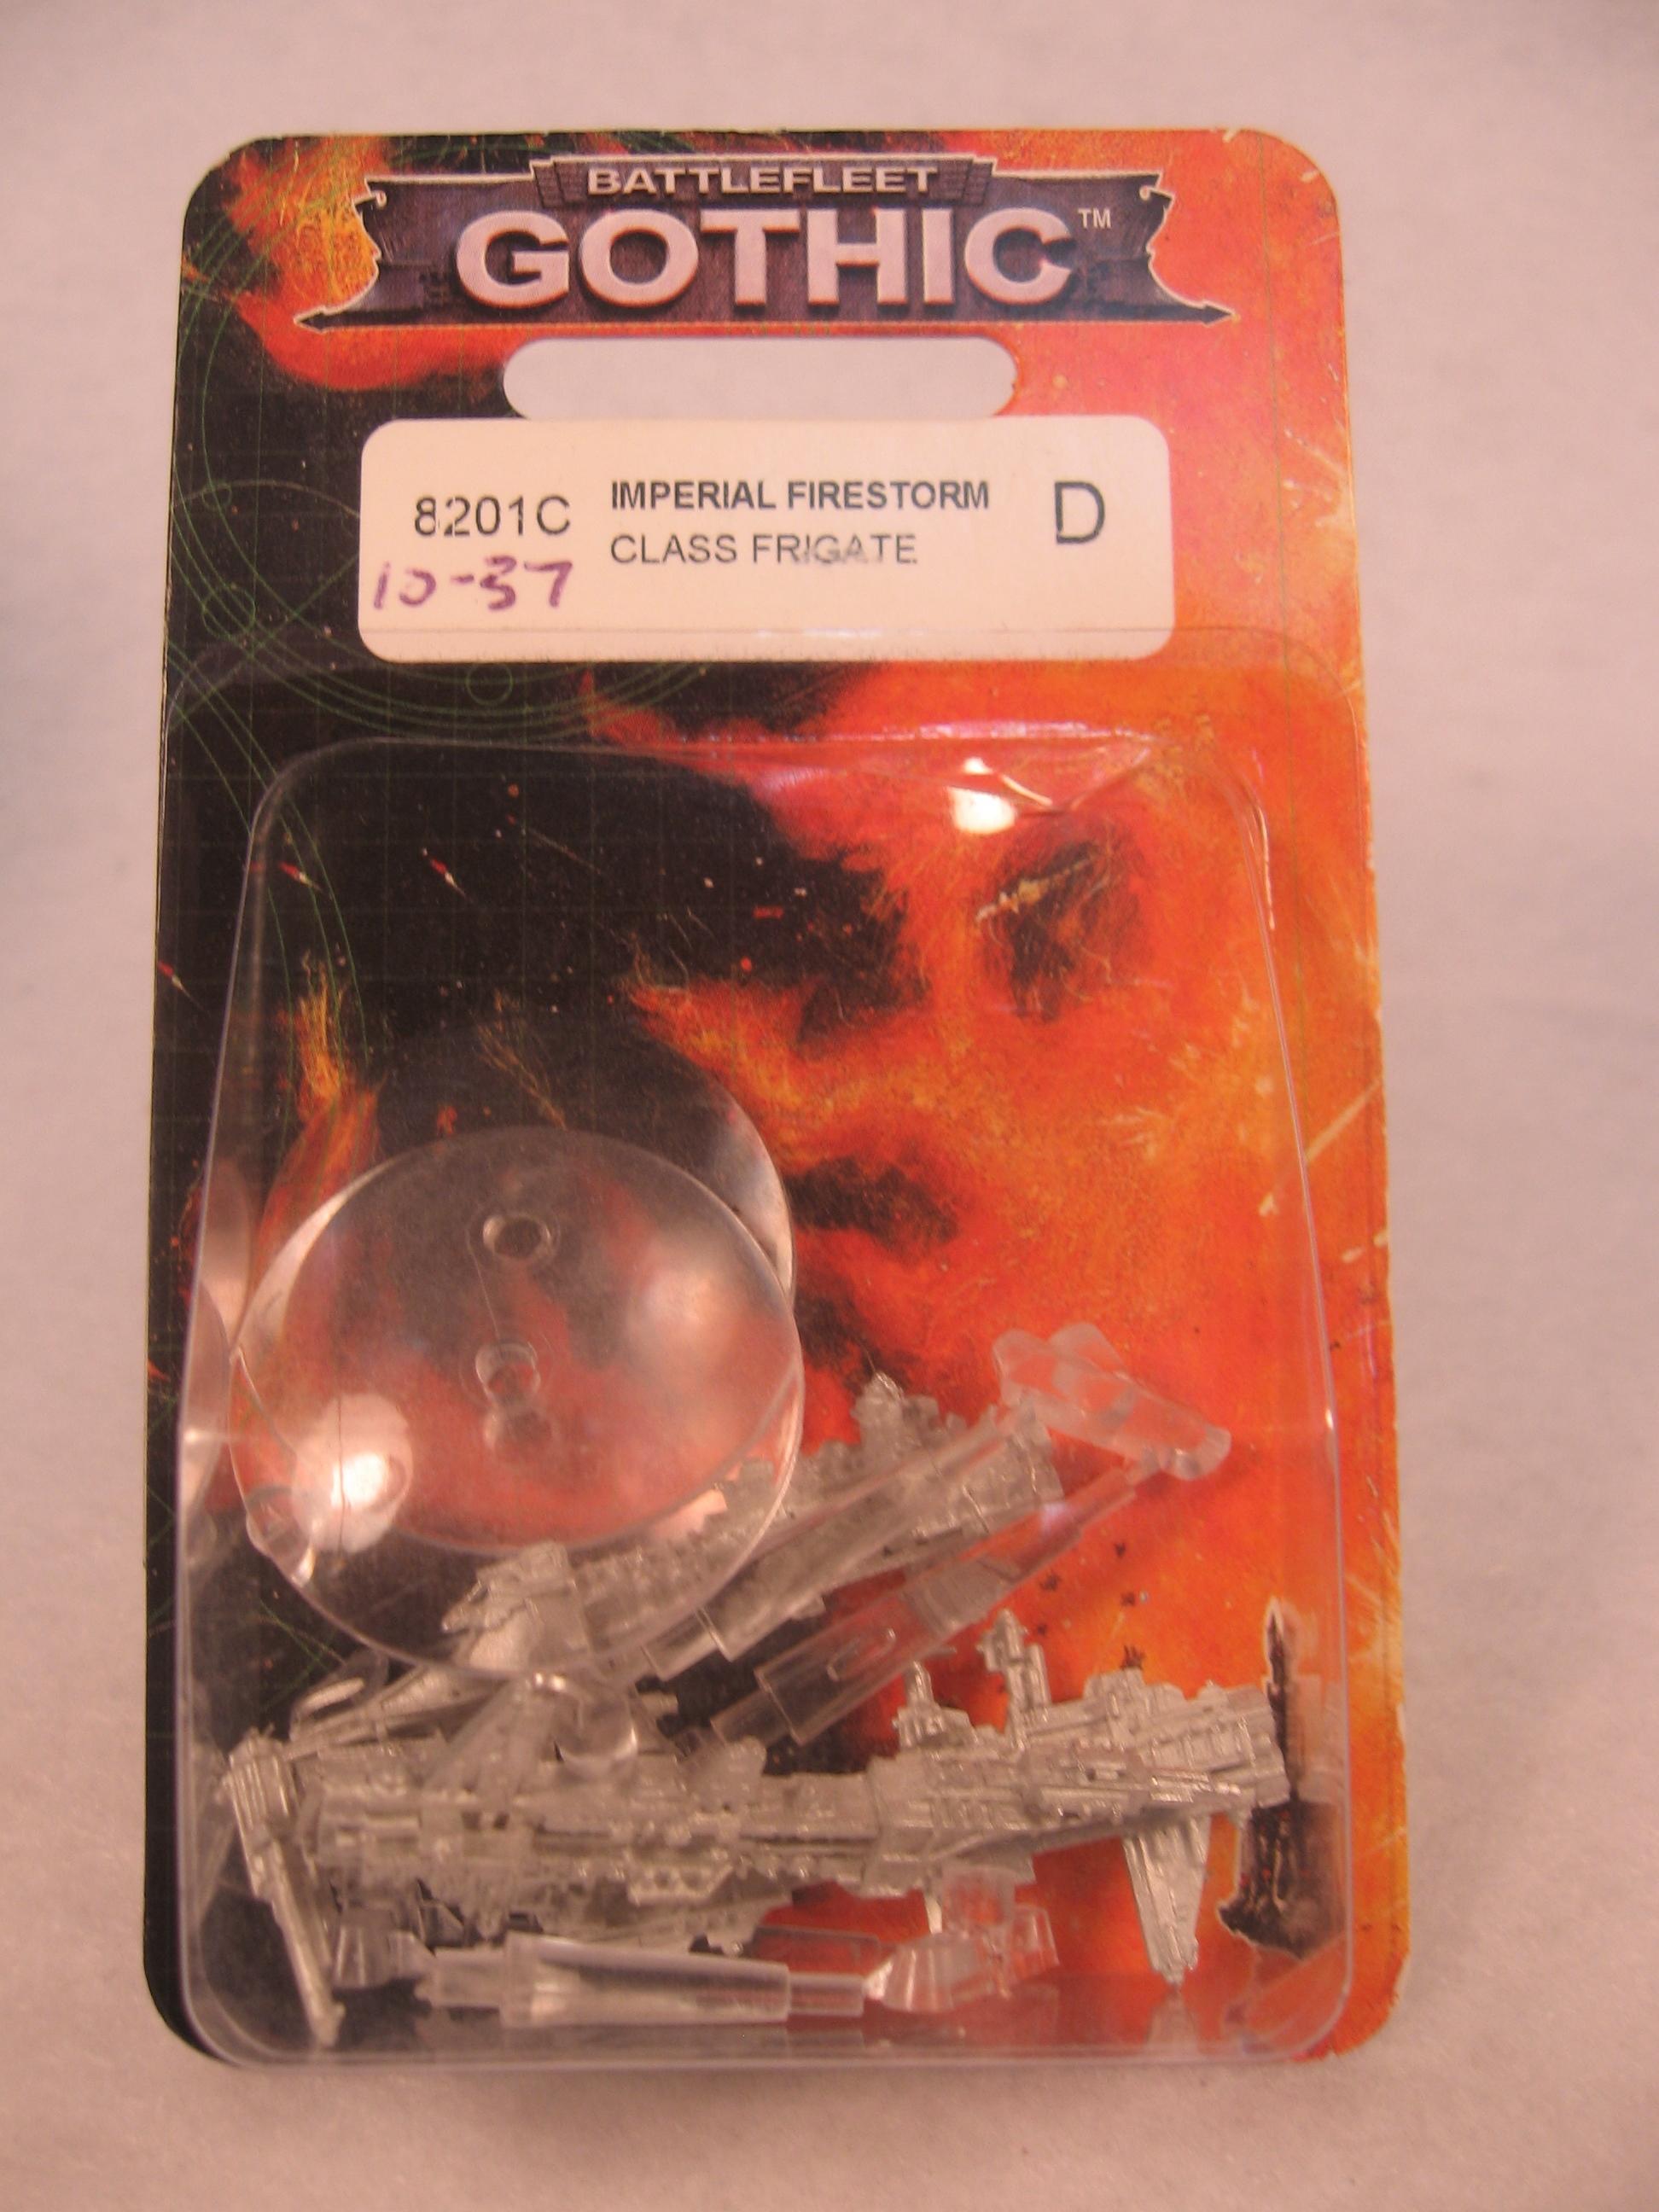 BATTLEFLEET
GOTHIC™
8201C IMPERIAL FIRESTORM D
CLASS FRIGATE
10-37